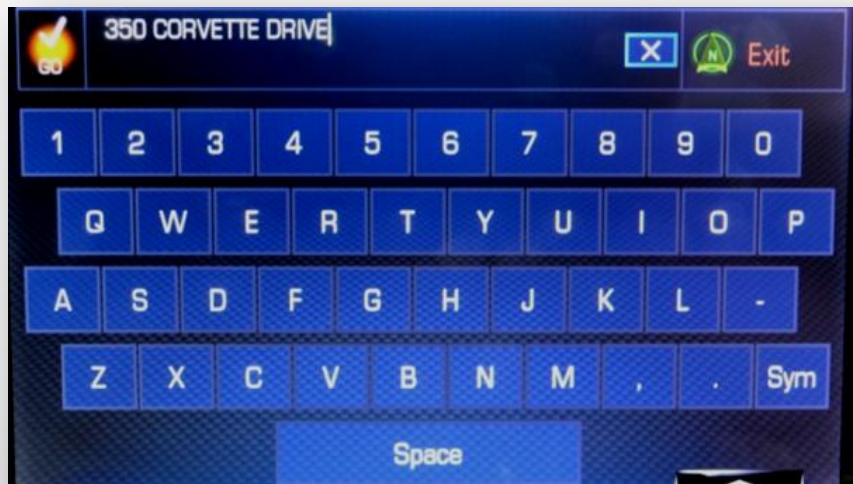 350 CORVETTE DRIVE
GO
X
N
Exit
1 2 3 4 5 6 7 8 9 0
Q W E R T Y U I O P
A S D F G H J K L -
Z X C V B N M , . Sym
Space